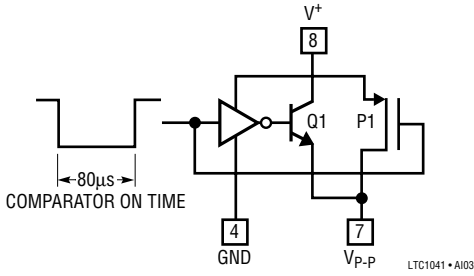 V+
8
Q1
P1
80µs
COMPARATOR ON TIME
4
GND
7
VP-P
LTC1041 • AI03